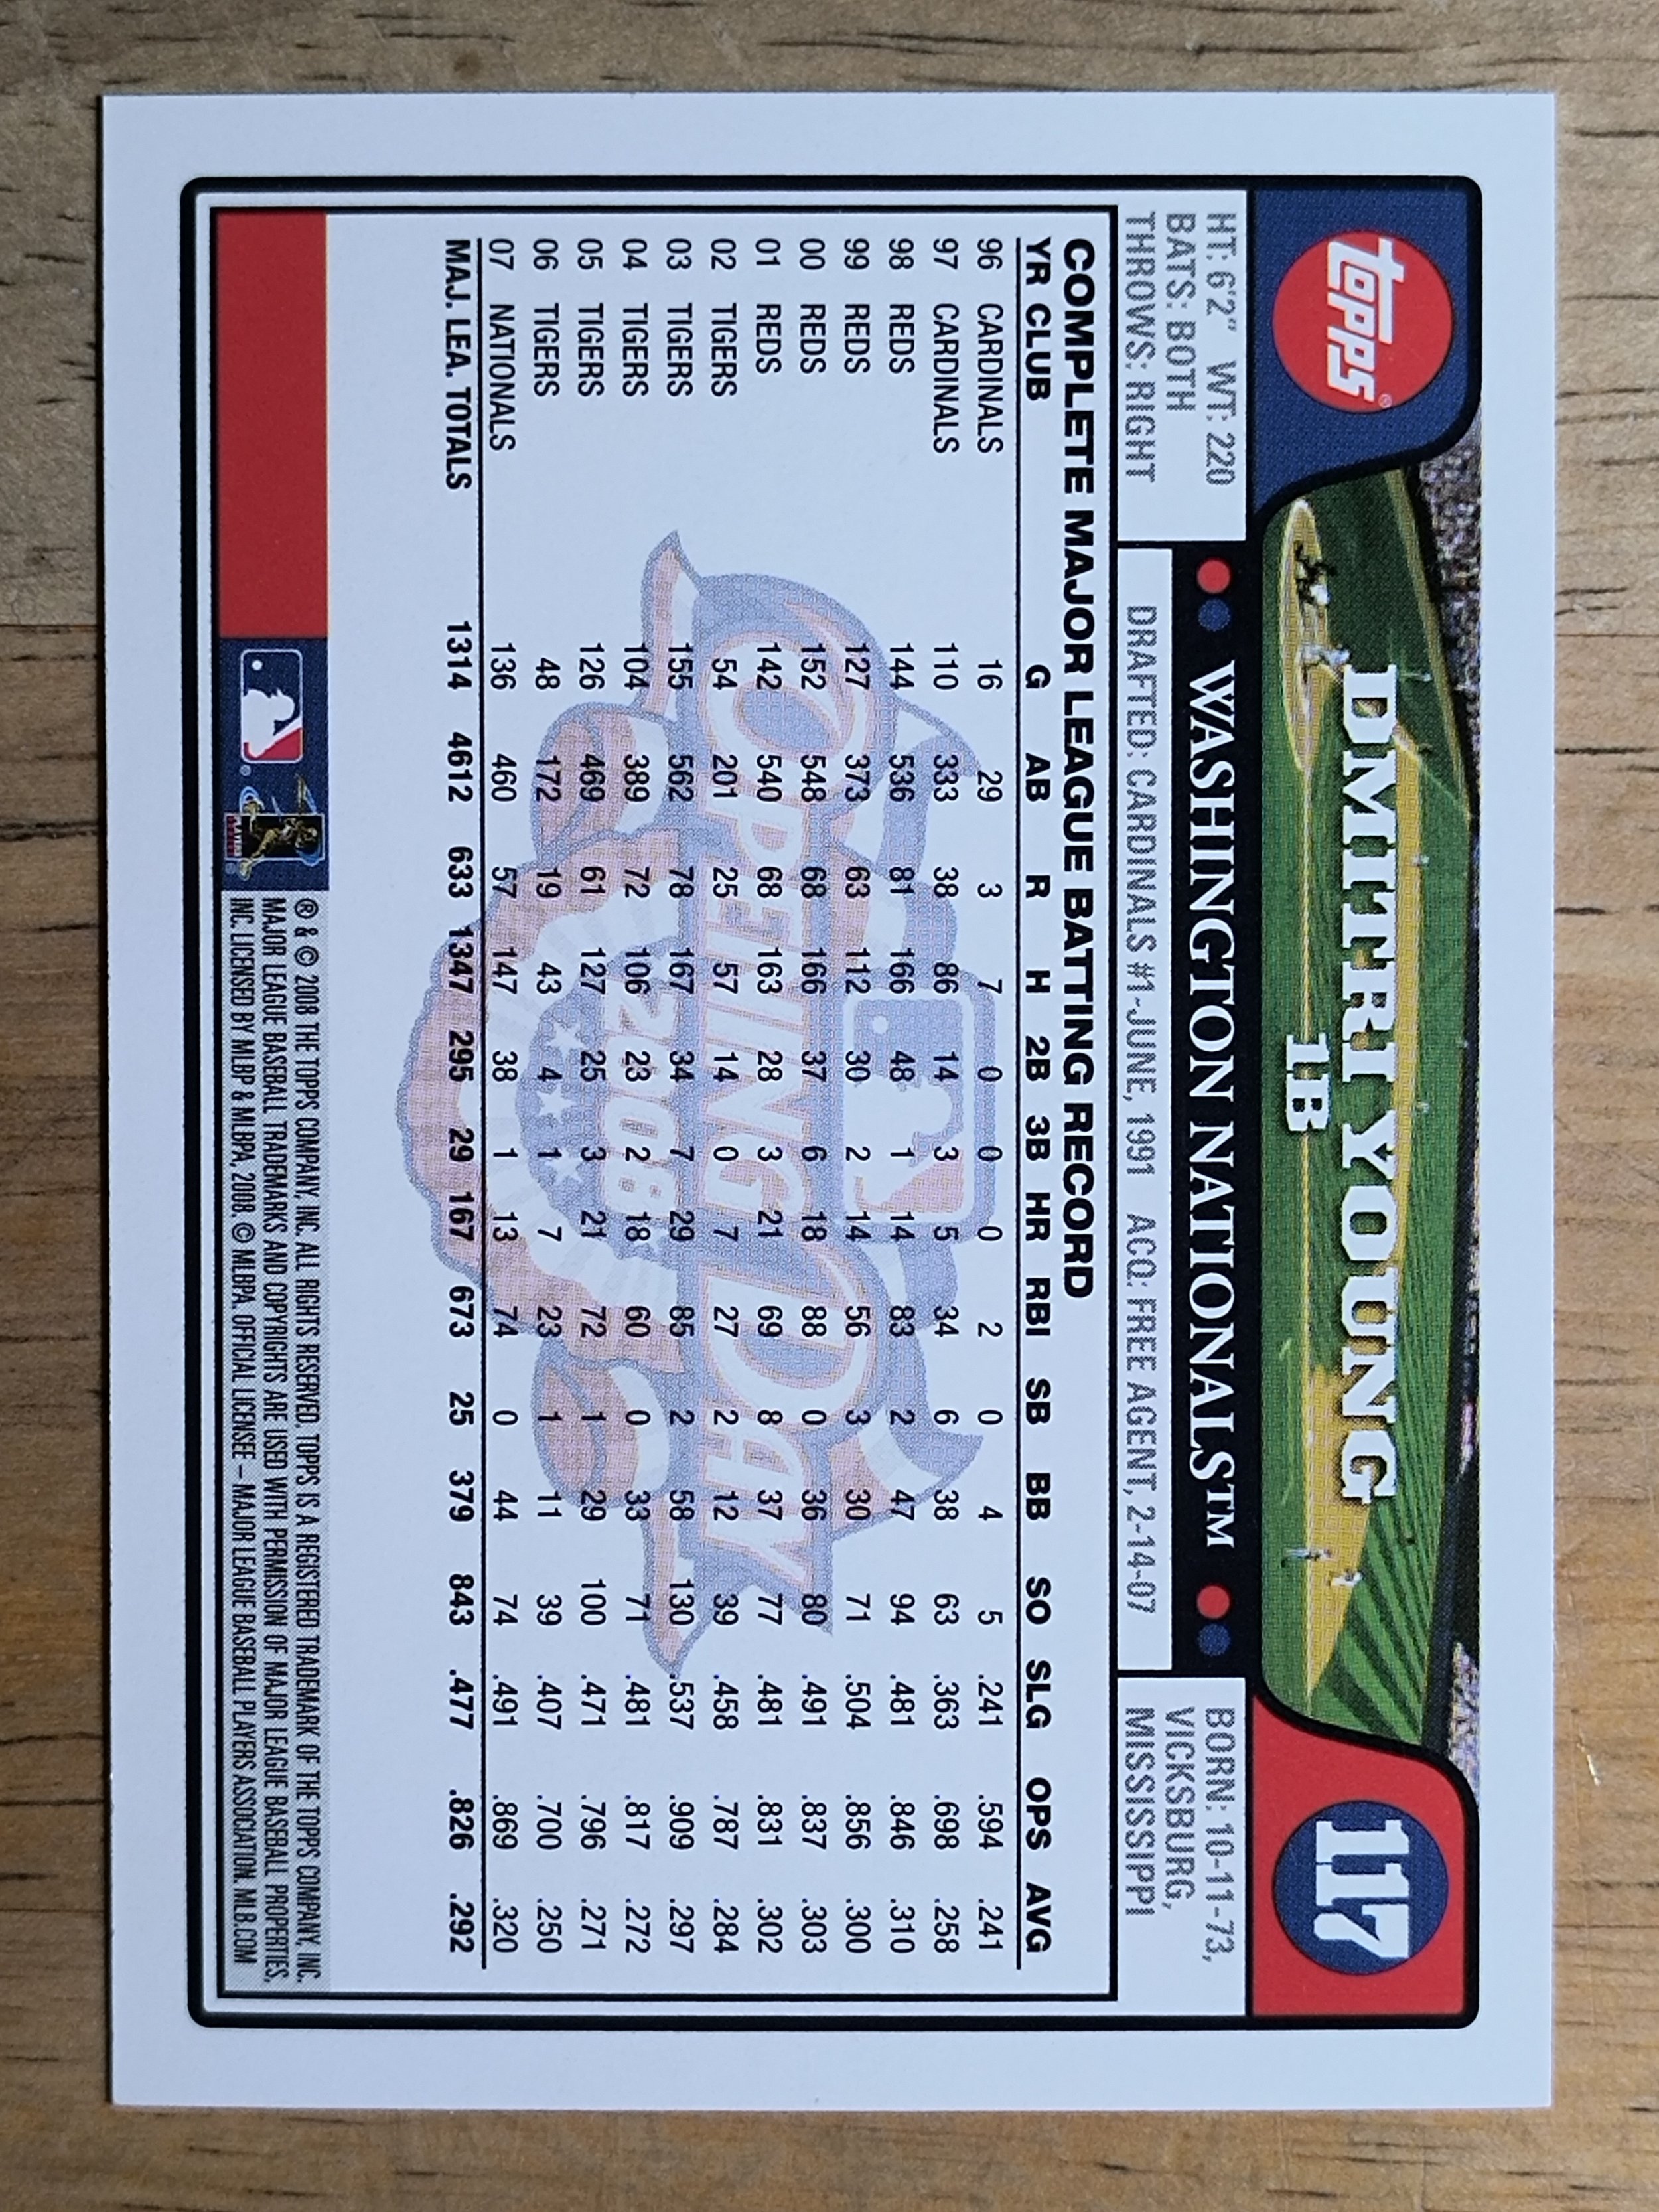 topps®
DMITRI YOUNG
1B
117
WASHINGTON NATIONALS™
HT: 6'2" WT: 220
BATS: BOTH
THROWS: RIGHT
DRAFTED: CARDINALS #1-JUNE, 1991 ACQ: FREE AGENT, 2-14-07
BORN: 10-11-73,
VICKSBURG,
MISSISSIPPI
COMPLETE MAJOR LEAGUE BATTING RECORD
YR CLUB G AB R H 2B 3B HR RBI SB BB SO SLG OPS AVG
96 CARDINALS 16 29 3 7 0 0 0 2 0 4 5 .241 .594 .241
97 CARDINALS 110 333 38 86 14 3 5 34 6 38 63 .363 .698 .258
98 REDS 144 536 81 166 48 1 14 83 2 47 94 .481 .846 .310
99 REDS 127 373 63 112 30 2 14 56 3 30 71 .504 .856 .300
00 REDS 152 548 68 166 37 6 18 88 0 36 80 .491 .837 .303
01 REDS 142 540 68 163 28 3 21 69 8 37 77 .481 .831 .302
02 TIGERS 54 201 25 57 14 0 7 27 2 12 39 .458 .787 .284
03 TIGERS 155 562 78 167 34 7 29 85 2 58 130 .537 .909 .297
04 TIGERS 104 389 72 106 23 2 18 60 0 33 71 .481 .817 .272
05 TIGERS 126 469 61 127 25 3 21 72 1 29 100 .471 .796 .271
06 TIGERS 48 172 19 43 4 1 7 23 1 11 39 .407 .700 .250
07 NATIONALS 136 460 57 147 38 1 13 74 0 44 74 .491 .869 .320
MAJ. LEA. TOTALS 1314 4612 633 1347 295 29 167 673 25 379 843 .477 .826 .292
OPENING DAY
2008
® & © 2008 THE TOPPS COMPANY, INC. ALL RIGHTS RESERVED. TOPPS IS A REGISTERED TRADEMARK OF THE TOPPS COMPANY, INC.
MAJOR LEAGUE BASEBALL TRADEMARKS AND COPYRIGHTS ARE USED WITH PERMISSION OF MAJOR LEAGUE BASEBALL PROPERTIES,
INC. LICENSED BY MLBP & MLBPA, 2008. © MLBPA. OFFICIAL LICENSEE – MAJOR LEAGUE BASEBALL PLAYERS ASSOCIATION. MLB.COM